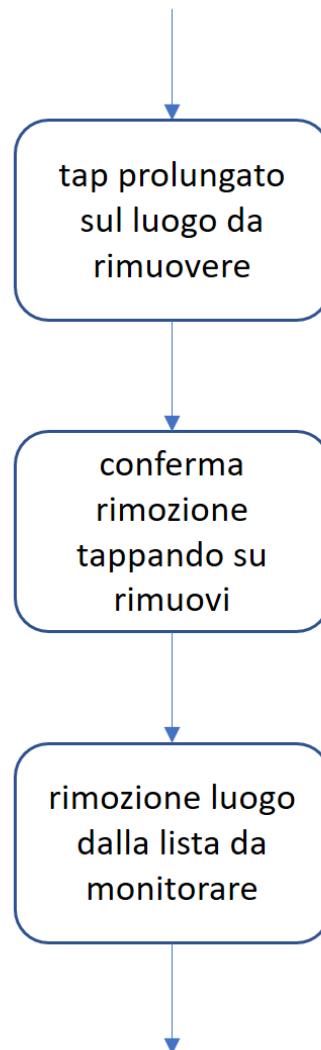 tap prolungato
sul luogo da
rimuovere
conferma
rimozione
tappando su
rimuovi
rimozione luogo
dalla lista da
monitorare